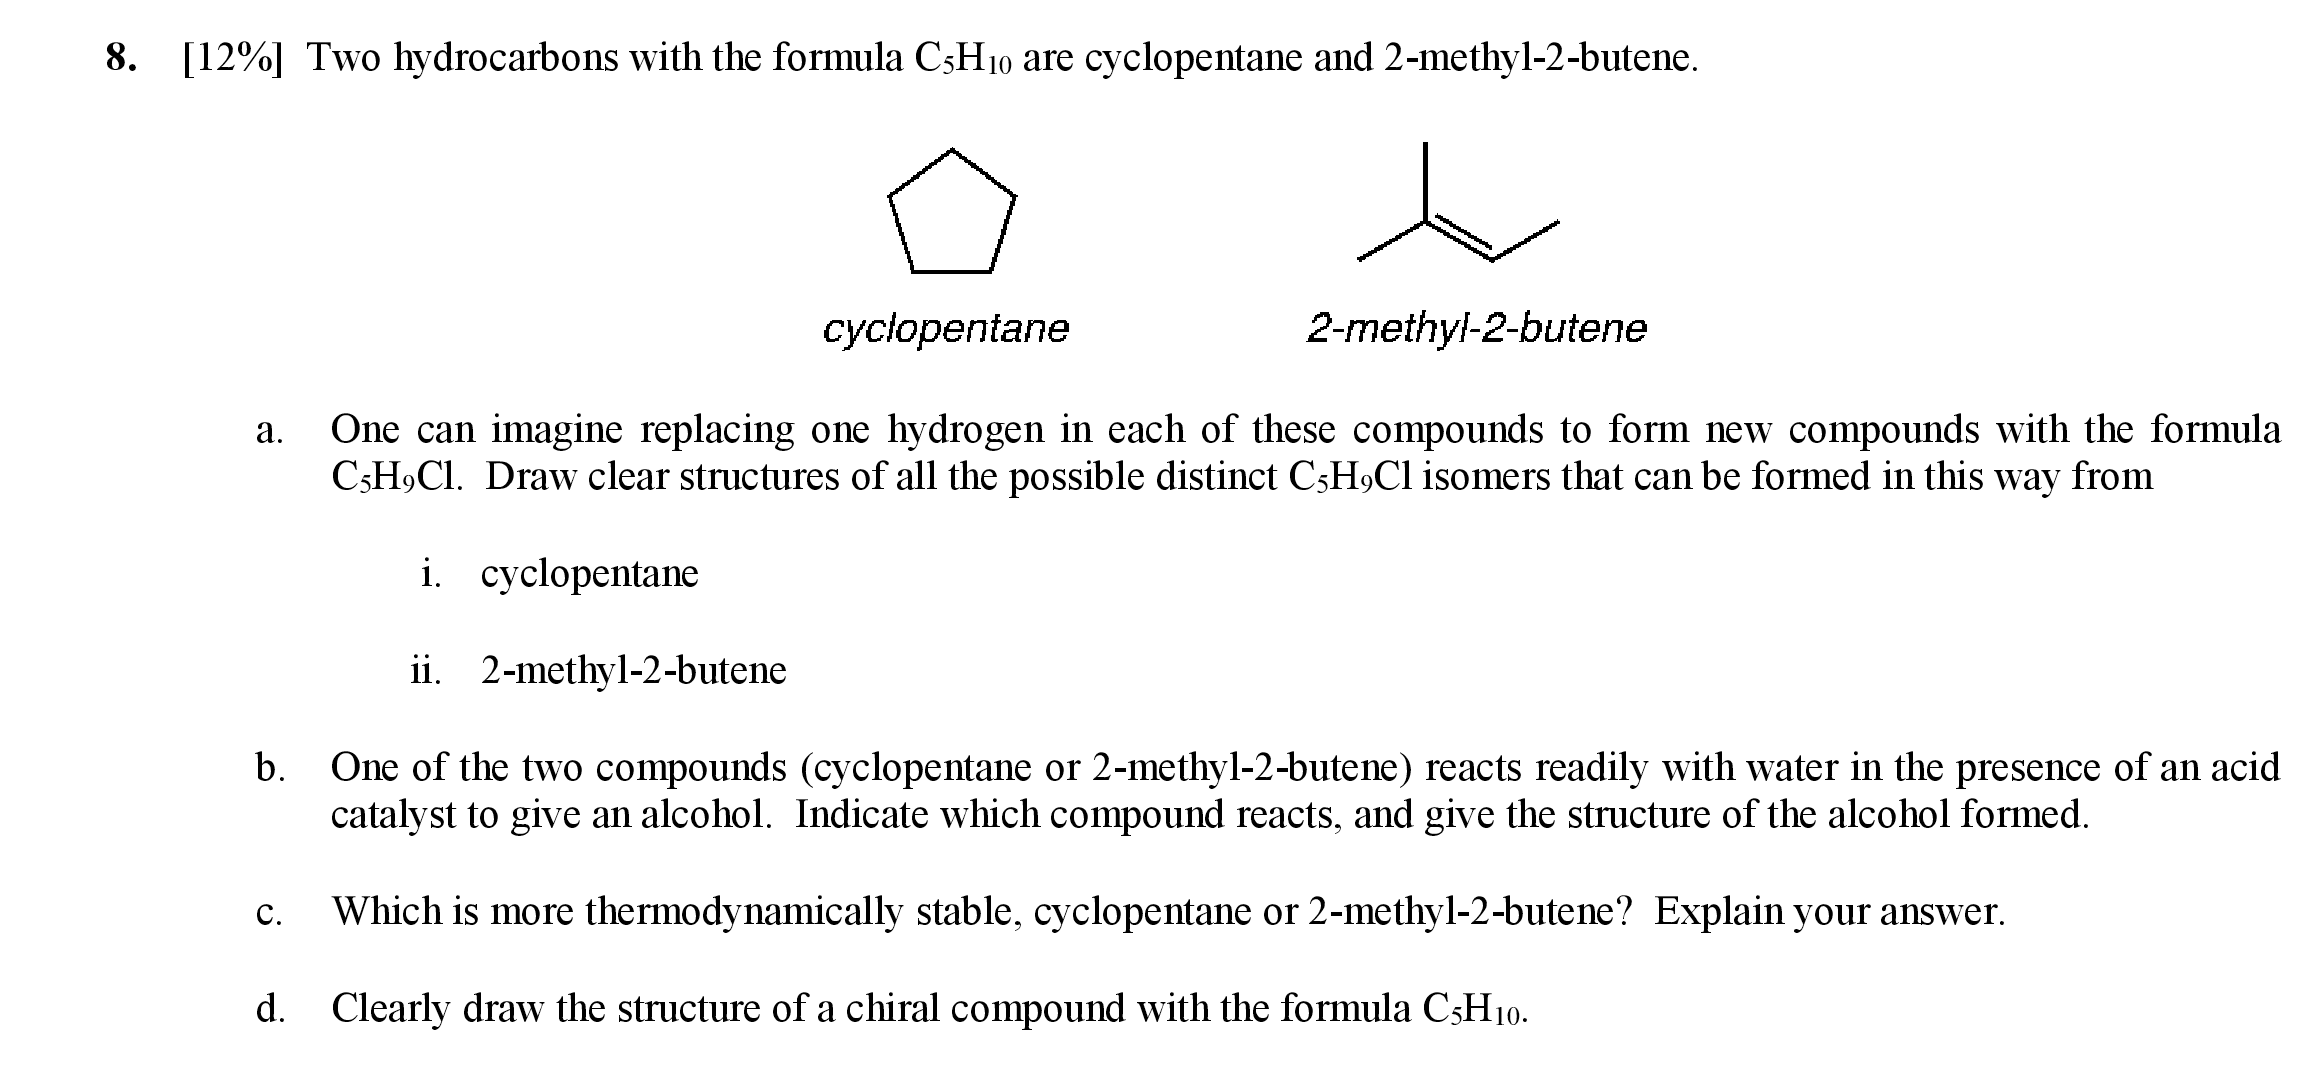 8. [12%] Two hydrocarbons with the formula C₅H₁₀ are cyclopentane and 2-methyl-2-butene.
cyclopentane 2-methyl-2-butene
a. One can imagine replacing one hydrogen in each of these compounds to form new compounds with the formula
C₅H₉Cl. Draw clear structures of all the possible distinct C₅H₉Cl isomers that can be formed in this way from
i. cyclopentane
ii. 2-methyl-2-butene
b. One of the two compounds (cyclopentane or 2-methyl-2-butene) reacts readily with water in the presence of an acid
catalyst to give an alcohol. Indicate which compound reacts, and give the structure of the alcohol formed.
c. Which is more thermodynamically stable, cyclopentane or 2-methyl-2-butene? Explain your answer.
d. Clearly draw the structure of a chiral compound with the formula C₅H₁₀.